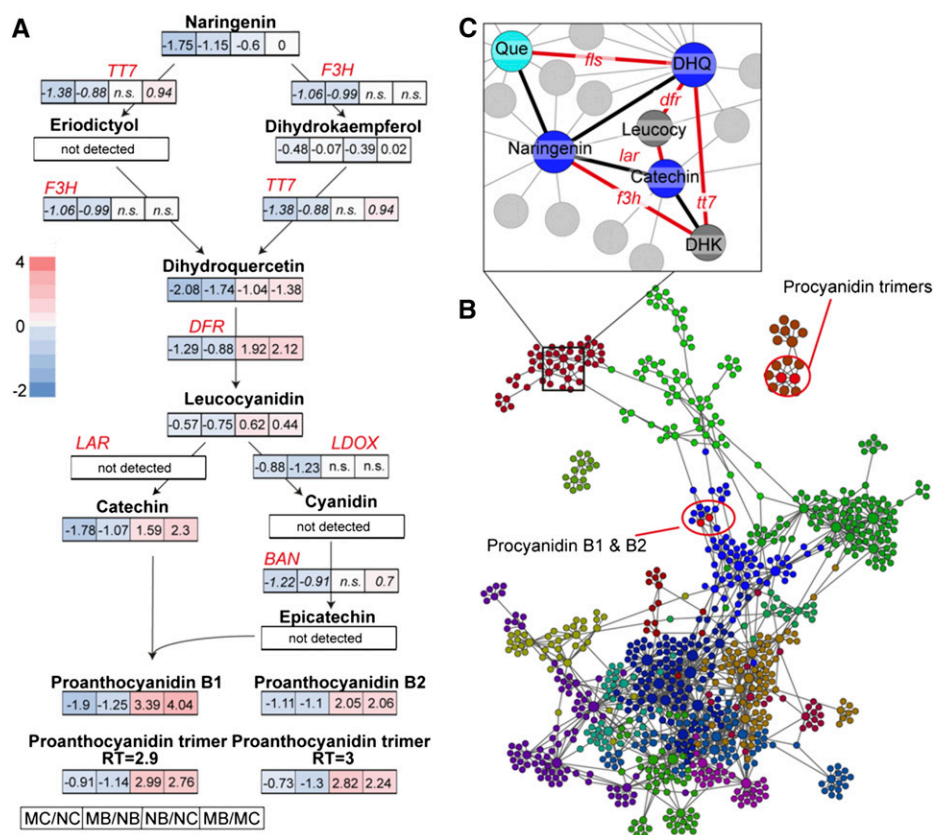 A
Naringenin
-1.75 -1.15 -0.6 0
TT7
-1.38 -0.88 n.s. 0.94
F3H
-1.06 -0.99 n.s. n.s.
Eriodictyol
not detected
Dihydrokaempferol
-0.48 -0.07 -0.39 0.02
F3H
-1.06 -0.99 n.s. n.s.
TT7
-1.38 -0.88 n.s. 0.94
4
0
-2
Dihydroquercetin
-2.08 -1.74 -1.04 -1.38
DFR
-1.29 -0.88 1.92 2.12
Leucocyanidin
-0.57 -0.75 0.62 0.44
LAR
not detected
LDOX
-0.88 -1.23 n.s. n.s.
Catechin
-1.78 -1.07 1.59 2.3
Cyanidin
not detected
BAN
-1.22 -0.91 n.s. 0.7
Epicatechin
not detected
Proanthocyanidin B1
-1.9 -1.25 3.39 4.04
Proanthocyanidin B2
-1.11 -1.1 2.05 2.06
Proanthocyanidin trimer
RT=2.9
-0.91 -1.14 2.99 2.76
Proanthocyanidin trimer
RT=3
-0.73 -1.3 2.82 2.24
MC/NC MB/NB NB/NC MB/MC
C
Que
fls
DHQ
dfr
Leucocy
Naringenin
lar
Catechin
f3h
tt7
DHK
B
Procyanidin trimers
Procyanidin B1 & B2